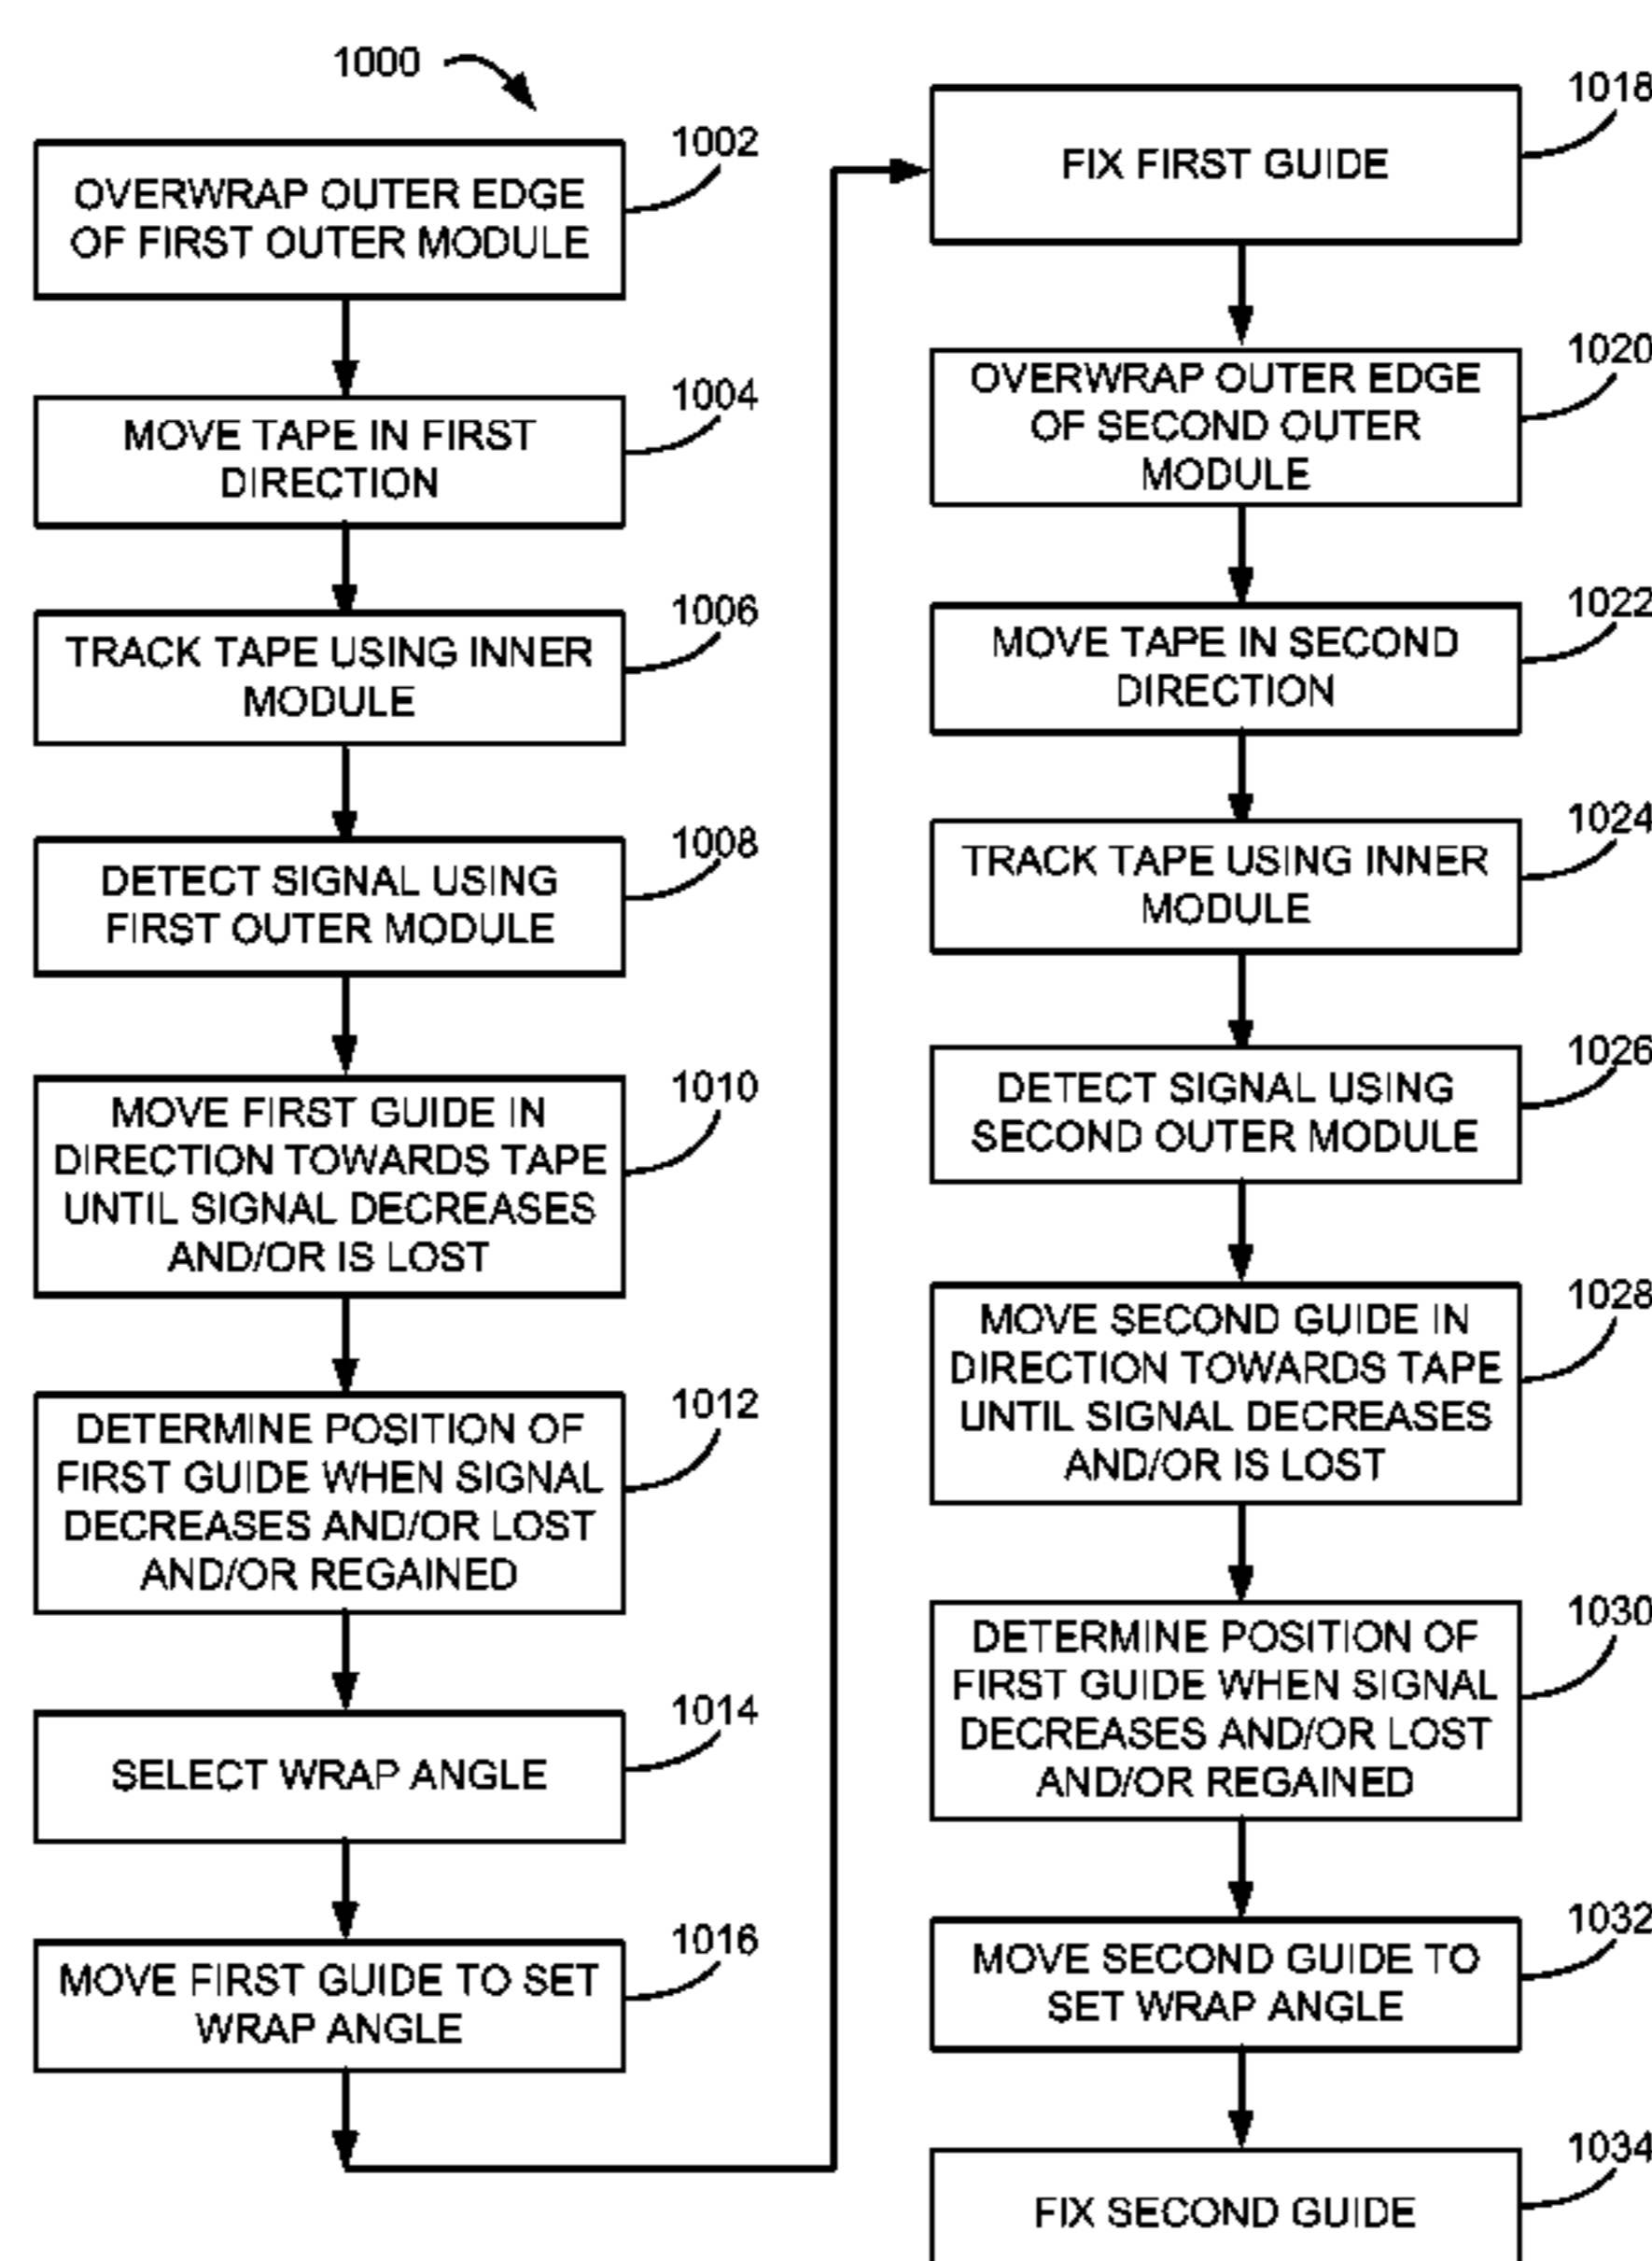 1000
1002
OVERWRAP OUTER EDGE
OF FIRST OUTER MODULE
1004
MOVE TAPE IN FIRST
DIRECTION
1006
TRACK TAPE USING INNER
MODULE
1008
DETECT SIGNAL USING
FIRST OUTER MODULE
1010
MOVE FIRST GUIDE IN
DIRECTION TOWARDS TAPE
UNTIL SIGNAL DECREASES
AND/OR IS LOST
1012
DETERMINE POSITION OF
FIRST GUIDE WHEN SIGNAL
DECREASES AND/OR LOST
AND/OR REGAINED
1014
SELECT WRAP ANGLE
1016
MOVE FIRST GUIDE TO SET
WRAP ANGLE
1018
FIX FIRST GUIDE
1020
OVERWRAP OUTER EDGE
OF SECOND OUTER
MODULE
1022
MOVE TAPE IN SECOND
DIRECTION
1024
TRACK TAPE USING INNER
MODULE
1026
DETECT SIGNAL USING
SECOND OUTER MODULE
1028
MOVE SECOND GUIDE IN
DIRECTION TOWARDS TAPE
UNTIL SIGNAL DECREASES
AND/OR IS LOST
1030
DETERMINE POSITION OF
FIRST GUIDE WHEN SIGNAL
DECREASES AND/OR LOST
AND/OR REGAINED
1032
MOVE SECOND GUIDE TO
SET WRAP ANGLE
1034
FIX SECOND GUIDE